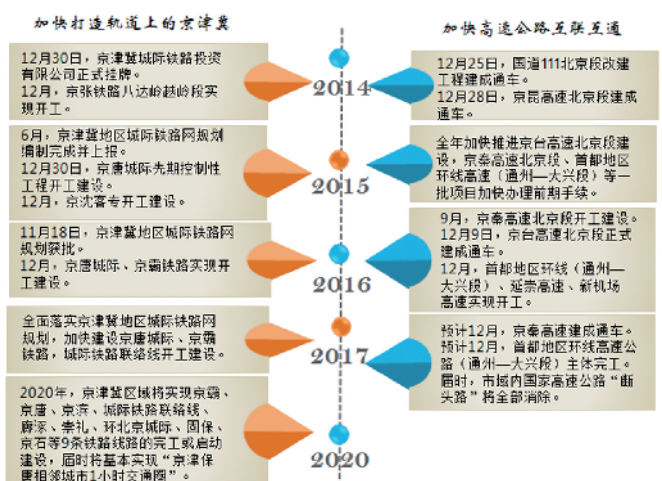 加快打造轨道上的京津冀
12月30日，京津冀城际铁路投资
有限公司正式挂牌。
12月，京张铁路八达岭越岭段实
现开工。
6月，京津冀地区城际铁路网规划
编制完成并上报。
12月30日，京唐城际先期控制性
工程开工建设。
12月，京沈客专开工建设。
11月18日，京津冀地区城际铁路网
规划获批。
12月，京唐城际、京霸铁路实现开
工建设。
全面落实京津冀地区城际铁路网
规划，加快建设京唐城际、京霸
铁路，城际铁路联络线开工建设。
2020年，京津冀区域将实现京霸、
京唐、京滨、城际铁路联络线、
廊涿、崇礼、环北京城际、固保、
京石等9条铁路线路的完工或启动
建设，届时将基本实现“京津保
唐相邻城市1小时交通圈”。
2014
2015
2016
2017
2020
加快高速公路互联互通
12月25日，国道111北京段改建
工程建成通车。
12月28日，京昆高速北京段建成
通车。
全年加快推进京台高速北京段建
设，京秦高速北京段、首都地区
环线高速（通州—大兴段）等一
批项目加快办理前期手续。
9月，京秦高速北京段开工建设。
12月9日，京台高速北京段正式
建成通车。
12月，首都地区环线（通州—
大兴段）、延崇高速、新机场
高速实现开工。
预计12月，京秦高速建成通车。
预计12月，首都地区环线高速公
路（通州—大兴段）主体完工。
届时，市域内国家高速公路“断
头路”将全部消除。